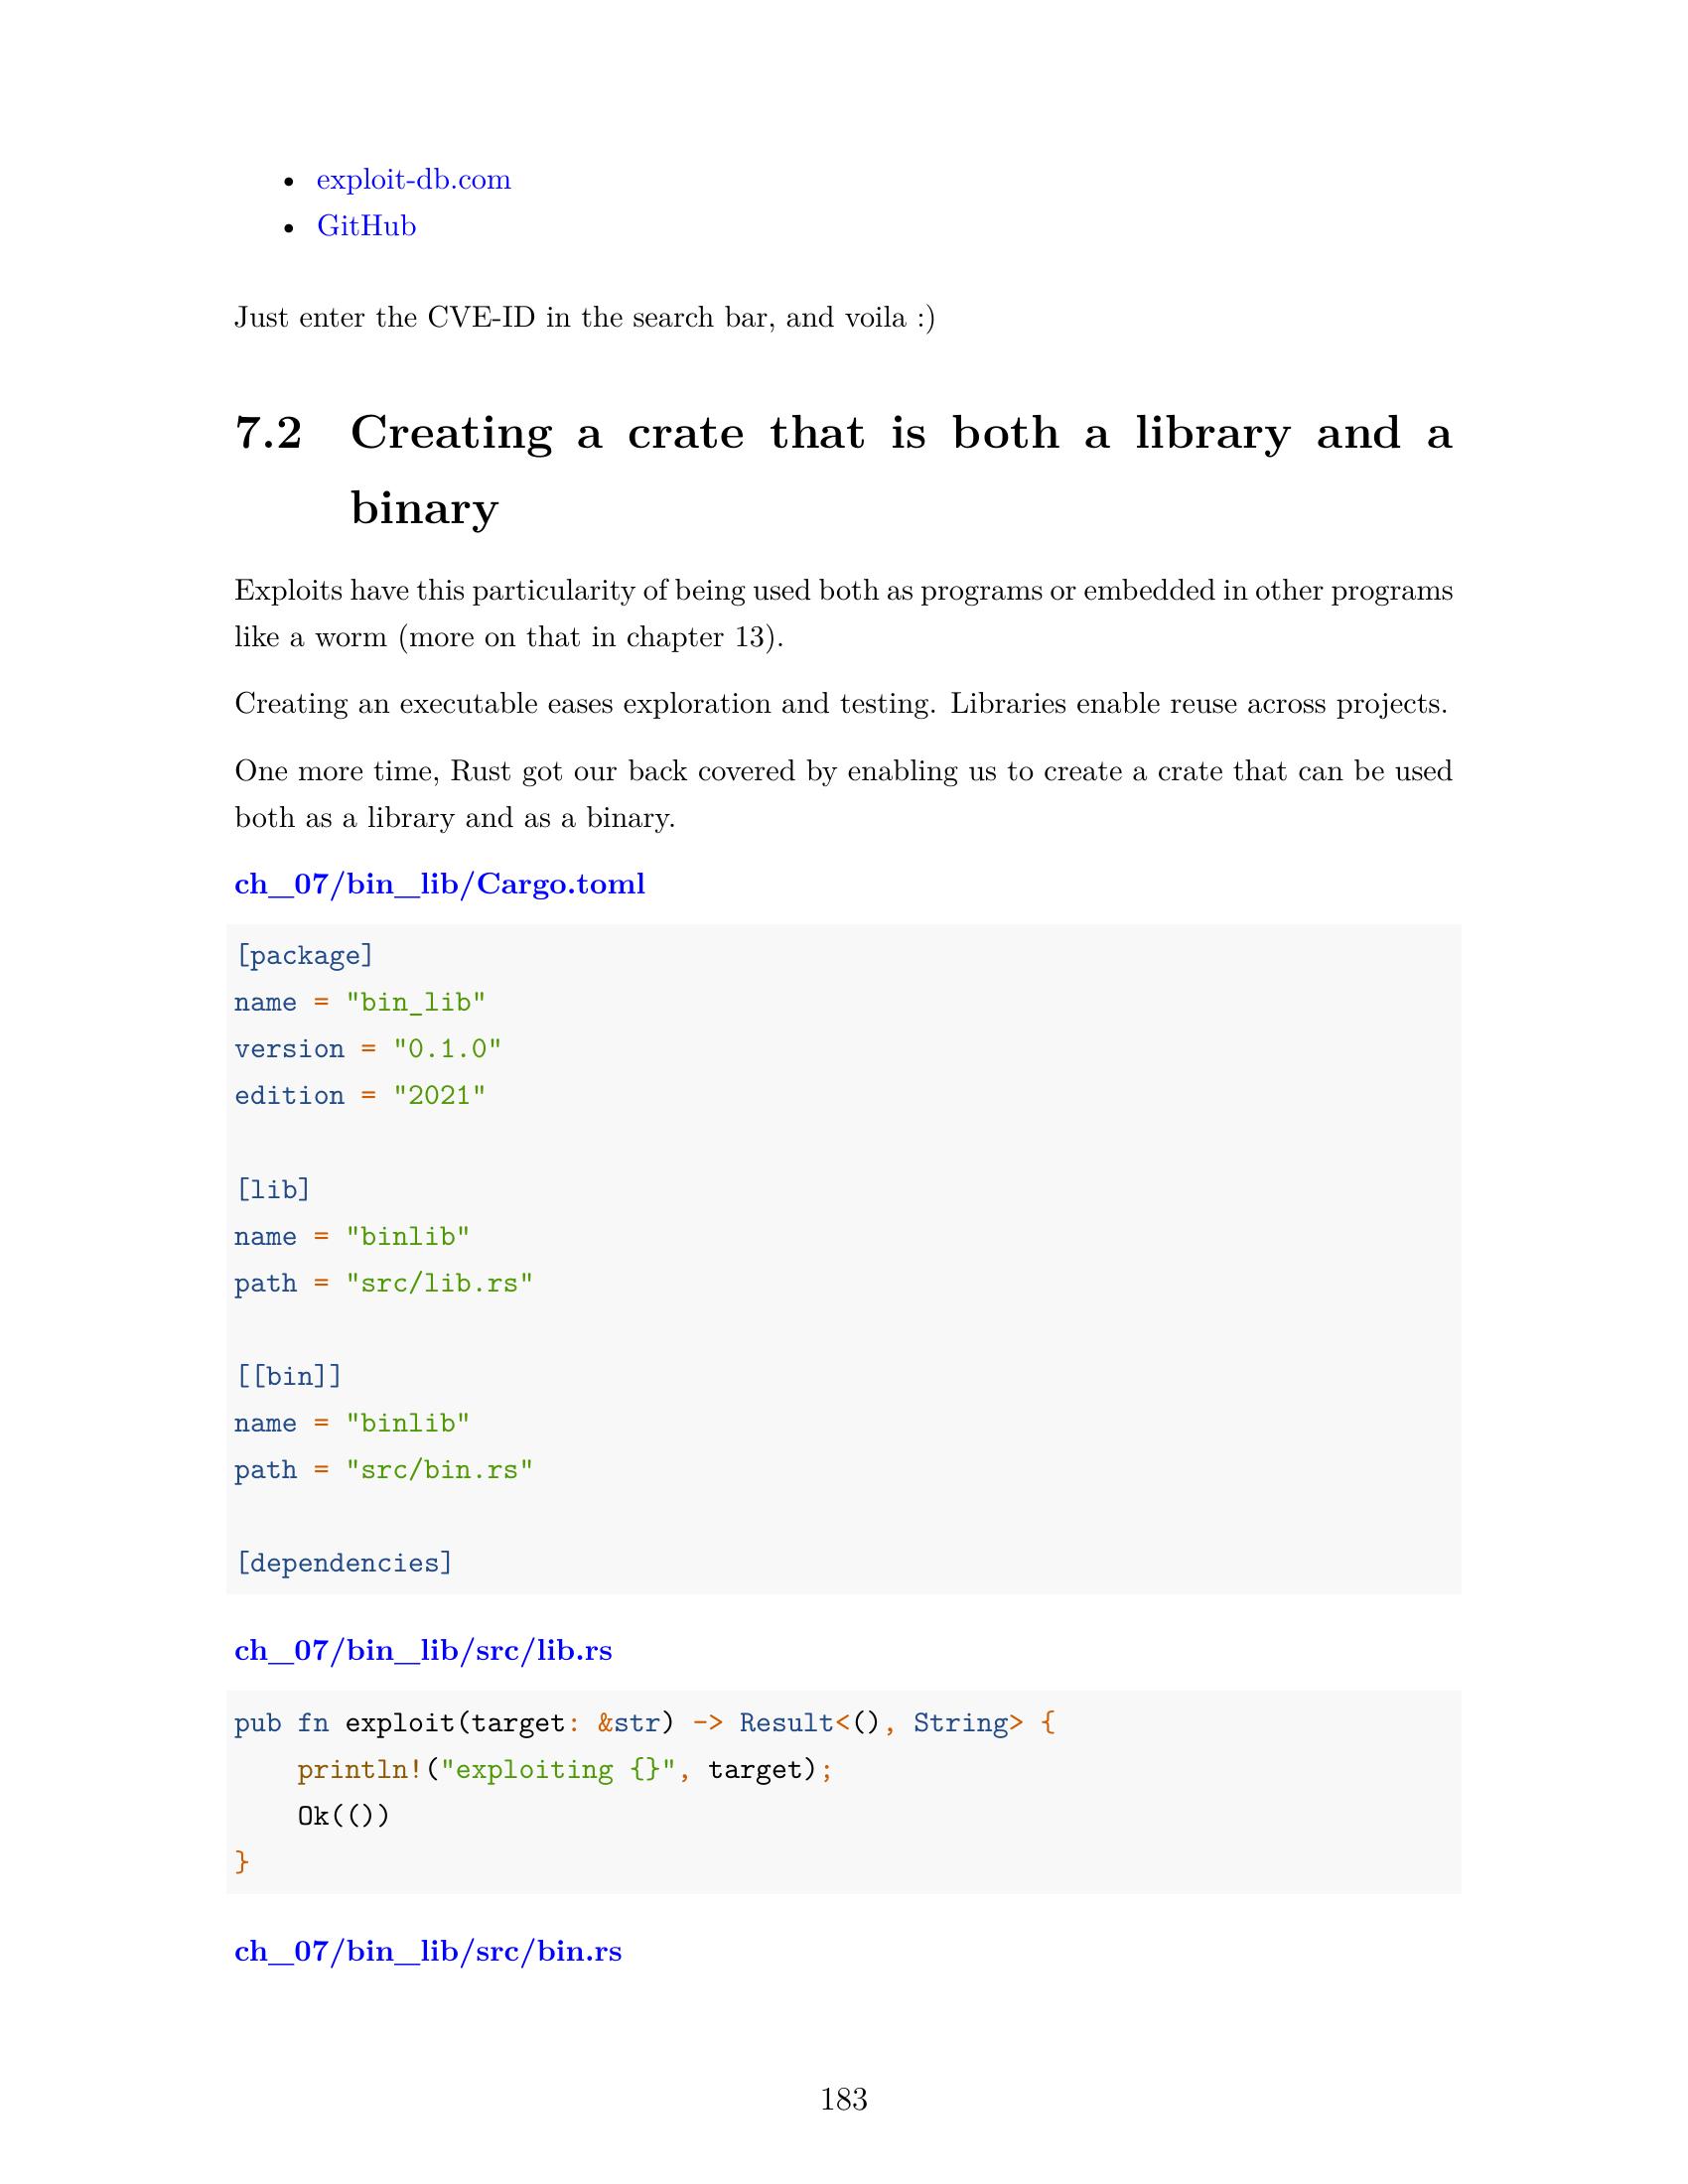 • exploit-db.com
• GitHub
Just enter the CVE-ID in the search bar, and voila :)
7.2 Creating a crate that is both a library and a
binary
Exploits have this particularity of being used both as programs or embedded in other programs
like a worm (more on that in chapter 13).
Creating an executable eases exploration and testing. Libraries enable reuse across projects.
One more time, Rust got our back covered by enabling us to create a crate that can be used
both as a library and as a binary.
ch_07/bin_lib/Cargo.toml
[package]
name = "bin_lib"
version = "0.1.0"
edition = "2021"
[lib]
name = "binlib"
path = "src/lib.rs"
[[bin]]
name = "binlib"
path = "src/bin.rs"
[dependencies]
ch_07/bin_lib/src/lib.rs
pub fn exploit(target: &str) -> Result<(), String> {
    println!("exploiting {}", target);
    Ok(())
}
ch_07/bin_lib/src/bin.rs
183